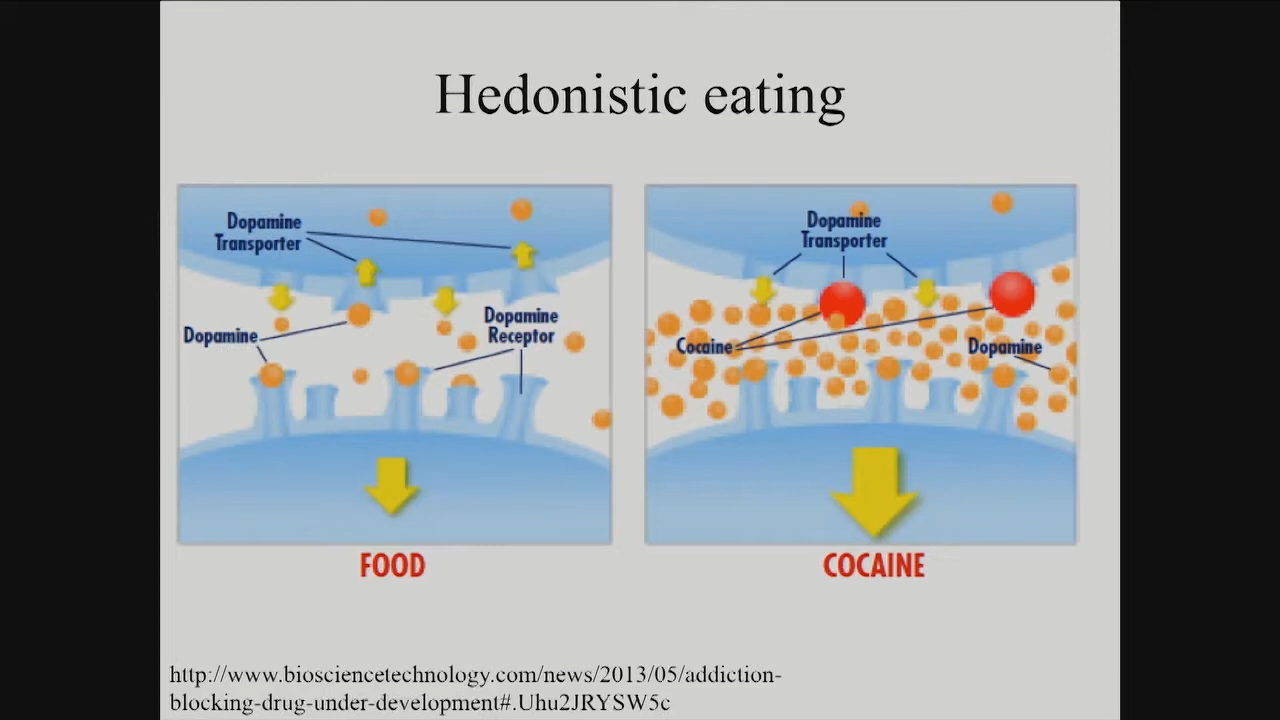 Hedonistic eating
Dopamine
Transporter
Dopamine
Dopamine
Receptor
FOOD
Dopamine
Transporter
Cocaine
Dopamine
COCAINE
http://www.biosciencetechnology.com/news/2013/05/addiction-
blocking-drug-under-development#.Uhu2JRYSW5c